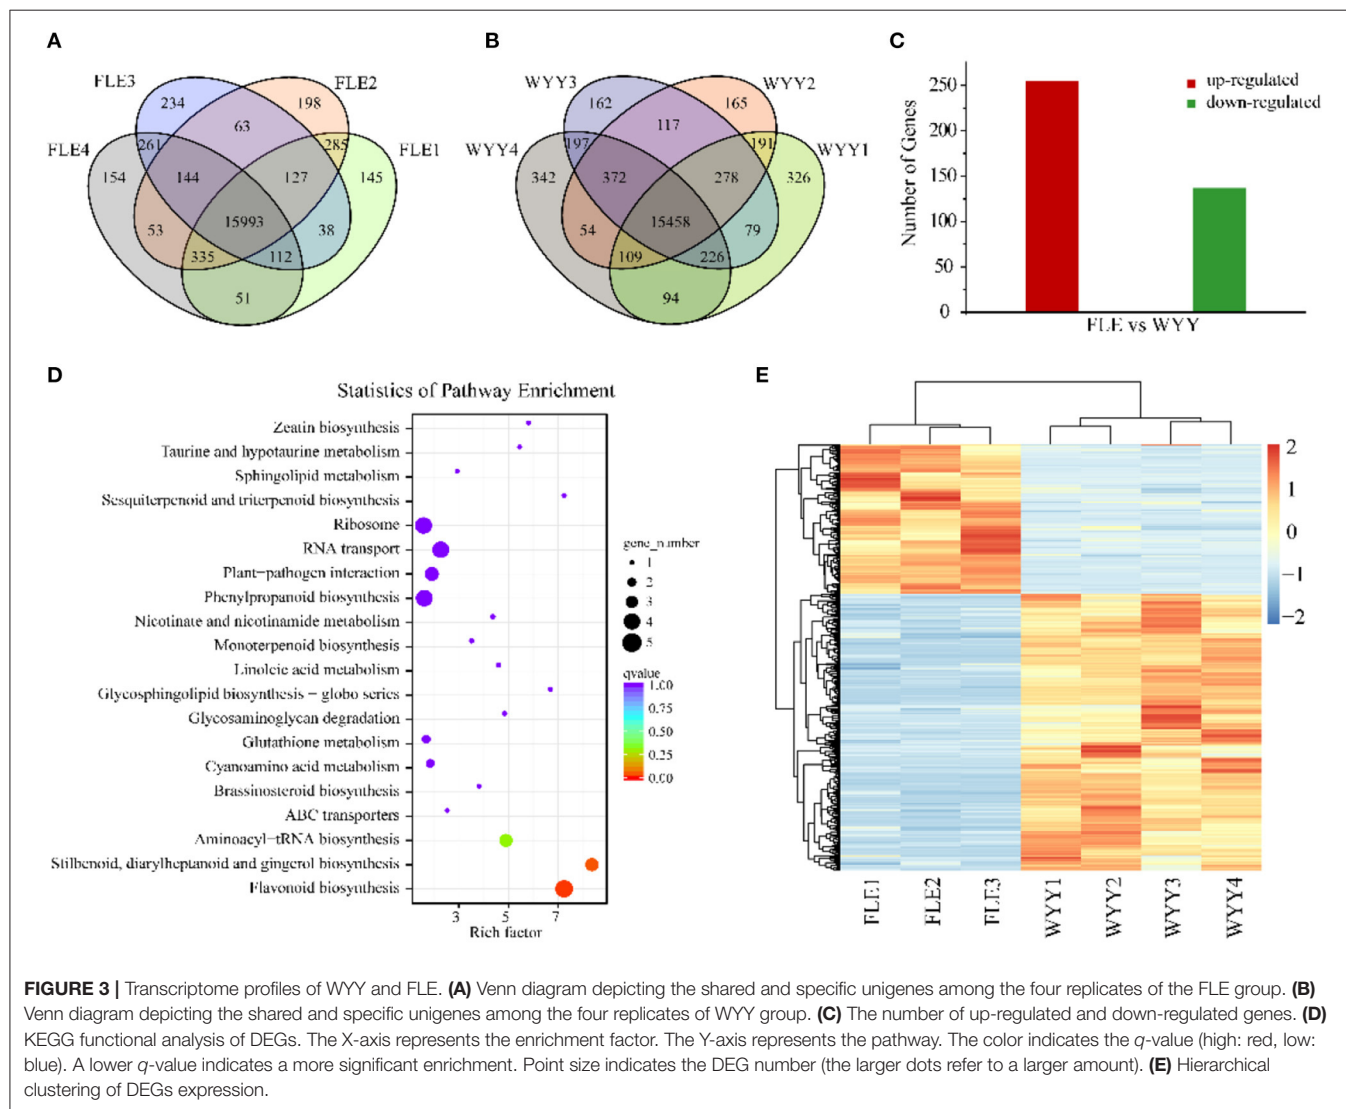 A
FLE3
FLE2
FLE4
FLE1
234
198
63
261
285
154
144
127
145
15993
53
38
335
112
51
B
WYY3
WYY2
WYY4
WYY1
162
165
117
197
191
342
372
278
326
15458
54
79
109
226
94
C
Number of Genes
250
200
150
100
50
0
up-regulated
down-regulated
FLE vs WYY
D
Statistics of Pathway Enrichment
Zeatin biosynthesis
Taurine and hypotaurine metabolism
Sphingolipid metabolism
Sesquiterpenoid and triterpenoid biosynthesis
Ribosome
RNA transport
Plant−pathogen interaction
Phenylpropanoid biosynthesis
Nicotinate and nicotinamide metabolism
Monoterpenoid biosynthesis
Linoleic acid metabolism
Glycosphingolipid biosynthesis − globo series
Glycosaminoglycan degradation
Glutathione metabolism
Cyanoamino acid metabolism
Brassinosteroid biosynthesis
ABC transporters
Aminoacyl−tRNA biosynthesis
Stilbenoid, diarylheptanoid and gingerol biosynthesis
Flavonoid biosynthesis
3
5
7
Rich factor
gene_number
1
2
3
4
5
qvalue
1.00
0.75
0.50
0.25
0.00
E
2
1
0
−1
−2
FLE1
FLE2
FLE3
WYY1
WYY2
WYY3
WYY4
FIGURE 3 | Transcriptome profiles of WYY and FLE. (A) Venn diagram depicting the shared and specific unigenes among the four replicates of the FLE group. (B)
Venn diagram depicting the shared and specific unigenes among the four replicates of WYY group. (C) The number of up-regulated and down-regulated genes. (D)
KEGG functional analysis of DEGs. The X-axis represents the enrichment factor. The Y-axis represents the pathway. The color indicates the q-value (high: red, low:
blue). A lower q-value indicates a more significant enrichment. Point size indicates the DEG number (the larger dots refer to a larger amount). (E) Hierarchical
clustering of DEGs expression.